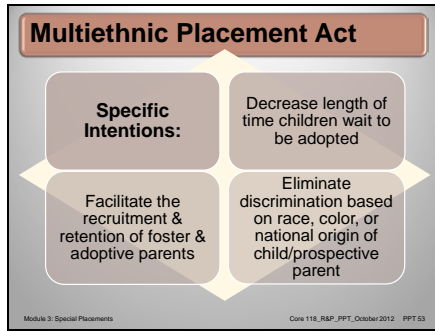 Multiethnic Placement Act
Specific
Intentions:
Decrease length of
time children wait to
be adopted
Facilitate the
recruitment &
retention of foster &
adoptive parents
Eliminate
discrimination based
on race, color, or
national origin of
child/prospective
parent
Module 3: Special Placements
Core 118_R&P_PPT_October 2012 PPT 53